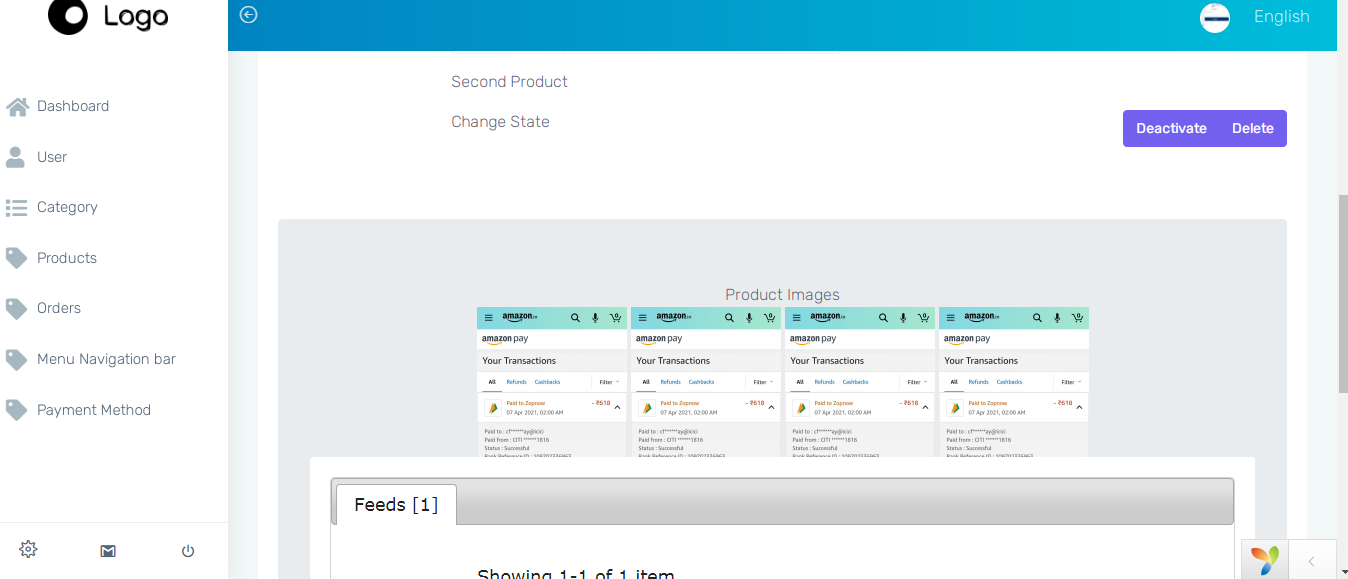 Logo
English
Dashboard
User
Category
Products
Orders
Menu Navigation bar
Payment Method
Second Product
Change State
Deactivate Delete
Product Images
amazon.in amazon.in amazon.in amazon.in
amazon pay amazon pay amazon pay amazon pay
Your Transactions Your Transactions Your Transactions Your Transactions
All Refunds Cashbacks Filter All Refunds Cashbacks Filter All Refunds Cashbacks Filter All Refunds Cashbacks Filter
Paid to Zopnow - ₹618 Paid to Zopnow - ₹618 Paid to Zopnow - ₹618 Paid to Zopnow - ₹618
07 Apr 2021, 02:00 AM 07 Apr 2021, 02:00 AM 07 Apr 2021, 02:00 AM 07 Apr 2021, 02:00 AM
Paid to : cf******ay@icici Paid to : cf******ay@icici Paid to : cf******ay@icici Paid to : cf******ay@icici
Paid from : CITI ******1816 Paid from : CITI ******1816 Paid from : CITI ******1816 Paid from : CITI ******1816
Status : Successful Status : Successful Status : Successful Status : Successful
Feeds [1]
Showing 1-1 of 1 item